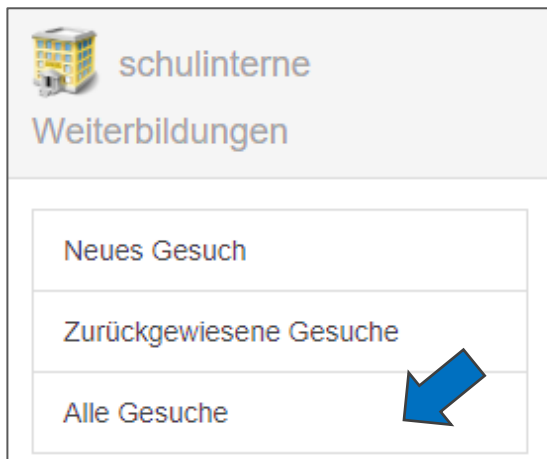 schulinterne
Weiterbildungen
Neues Gesuch
Zurückgewiesene Gesuche
Alle Gesuche